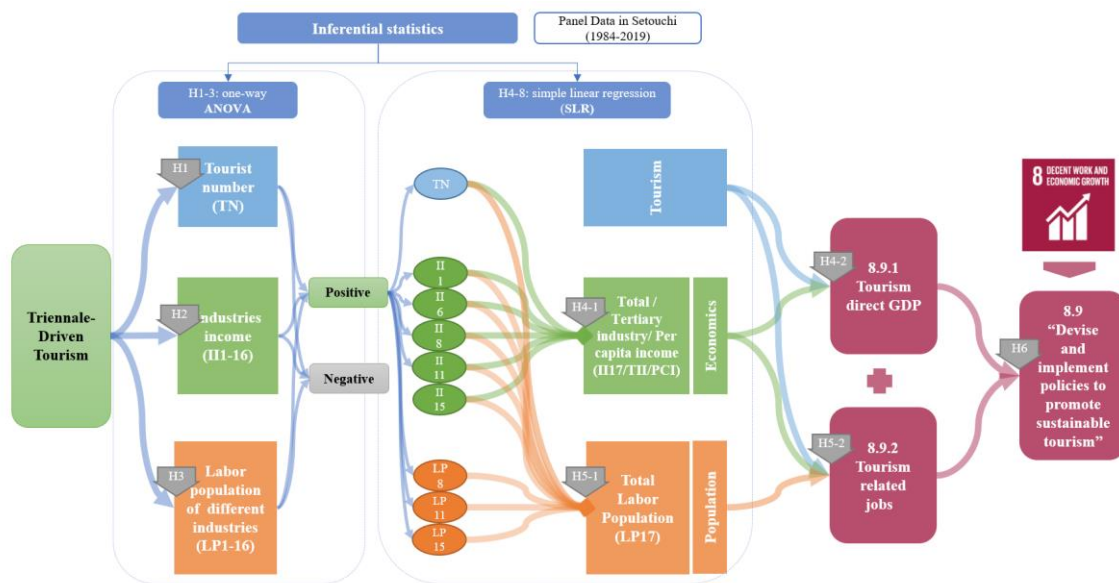 Inferential statistics
Panel Data in Setouchi
(1984-2019)
H1-3: one-way
ANOVA
H4-8: simple linear regression
(SLR)
Triennale-
Driven
Tourism
H1
Tourist
number
(TN)
H2
Industries
income
(II1-16)
H3
Labor
population
of different
industries
(LP1-16)
Positive
Negative
TN
II
1
II
6
II
8
II
11
II
15
LP
8
LP
11
LP
15
Tourism
H4-1
Total /
Tertiary
industry/ Per
capita income
(II17/TII/PCI)
Economics
H5-1
Total
Labor
Population
(LP17)
Population
H4-2
8.9.1
Tourism
direct GDP
H5-2
8.9.2
Tourism
related
jobs
8 DECENT WORK AND
ECONOMIC GROWTH
H6
8.9
“Devise
and
implement
policies to
promote
sustainable
tourism”